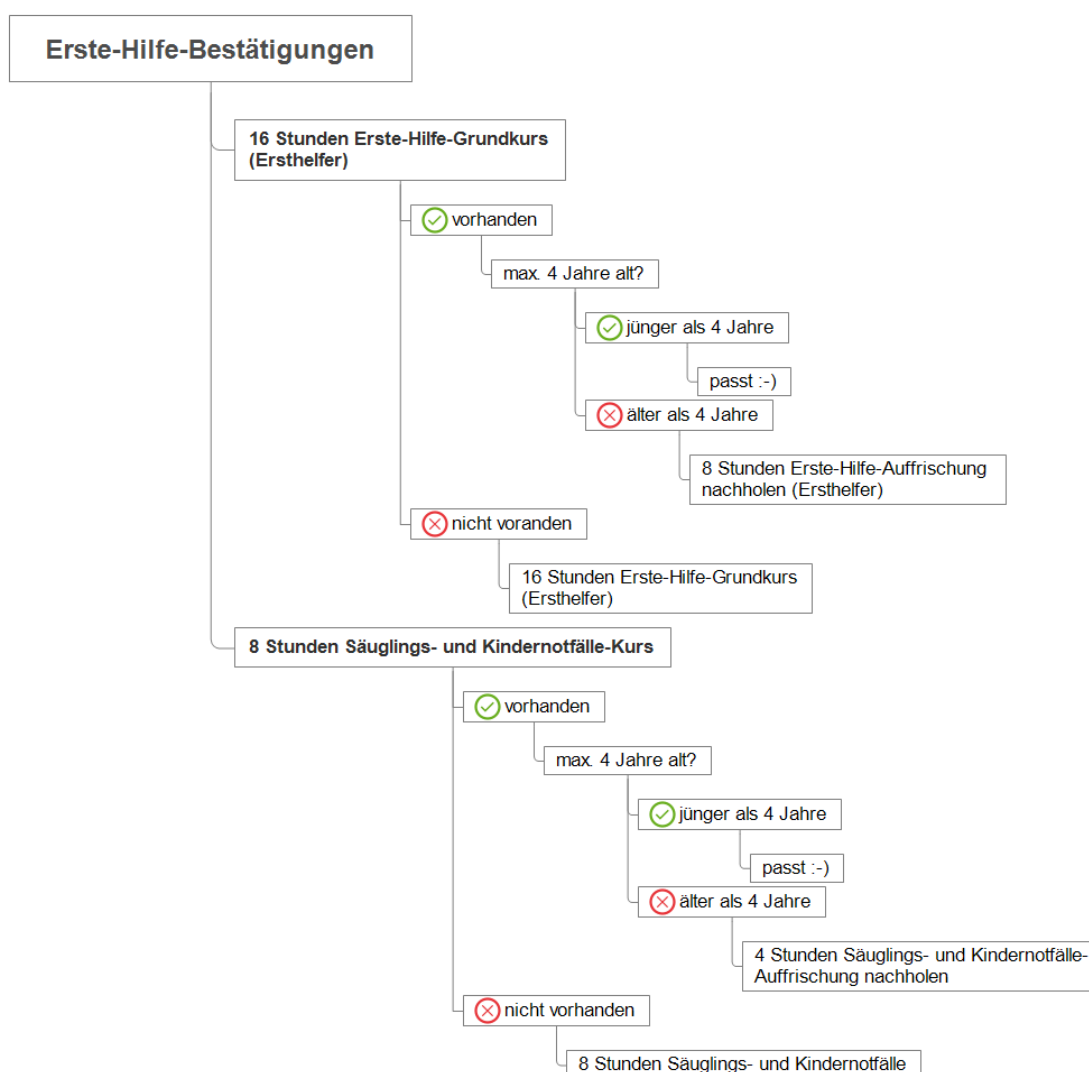 Erste-Hilfe-Bestätigungen
16 Stunden Erste-Hilfe-Grundkurs
(Ersthelfer)
vorhanden
max. 4 Jahre alt?
jünger als 4 Jahre
passt :-)
älter als 4 Jahre
8 Stunden Erste-Hilfe-Auffrischung
nachholen (Ersthelfer)
nicht voranden
16 Stunden Erste-Hilfe-Grundkurs
(Ersthelfer)
8 Stunden Säuglings- und Kindernotfälle-Kurs
vorhanden
max. 4 Jahre alt?
jünger als 4 Jahre
passt :-)
älter als 4 Jahre
4 Stunden Säuglings- und Kindernotfälle-
Auffrischung nachholen
nicht vorhanden
8 Stunden Säuglings- und Kindernotfälle